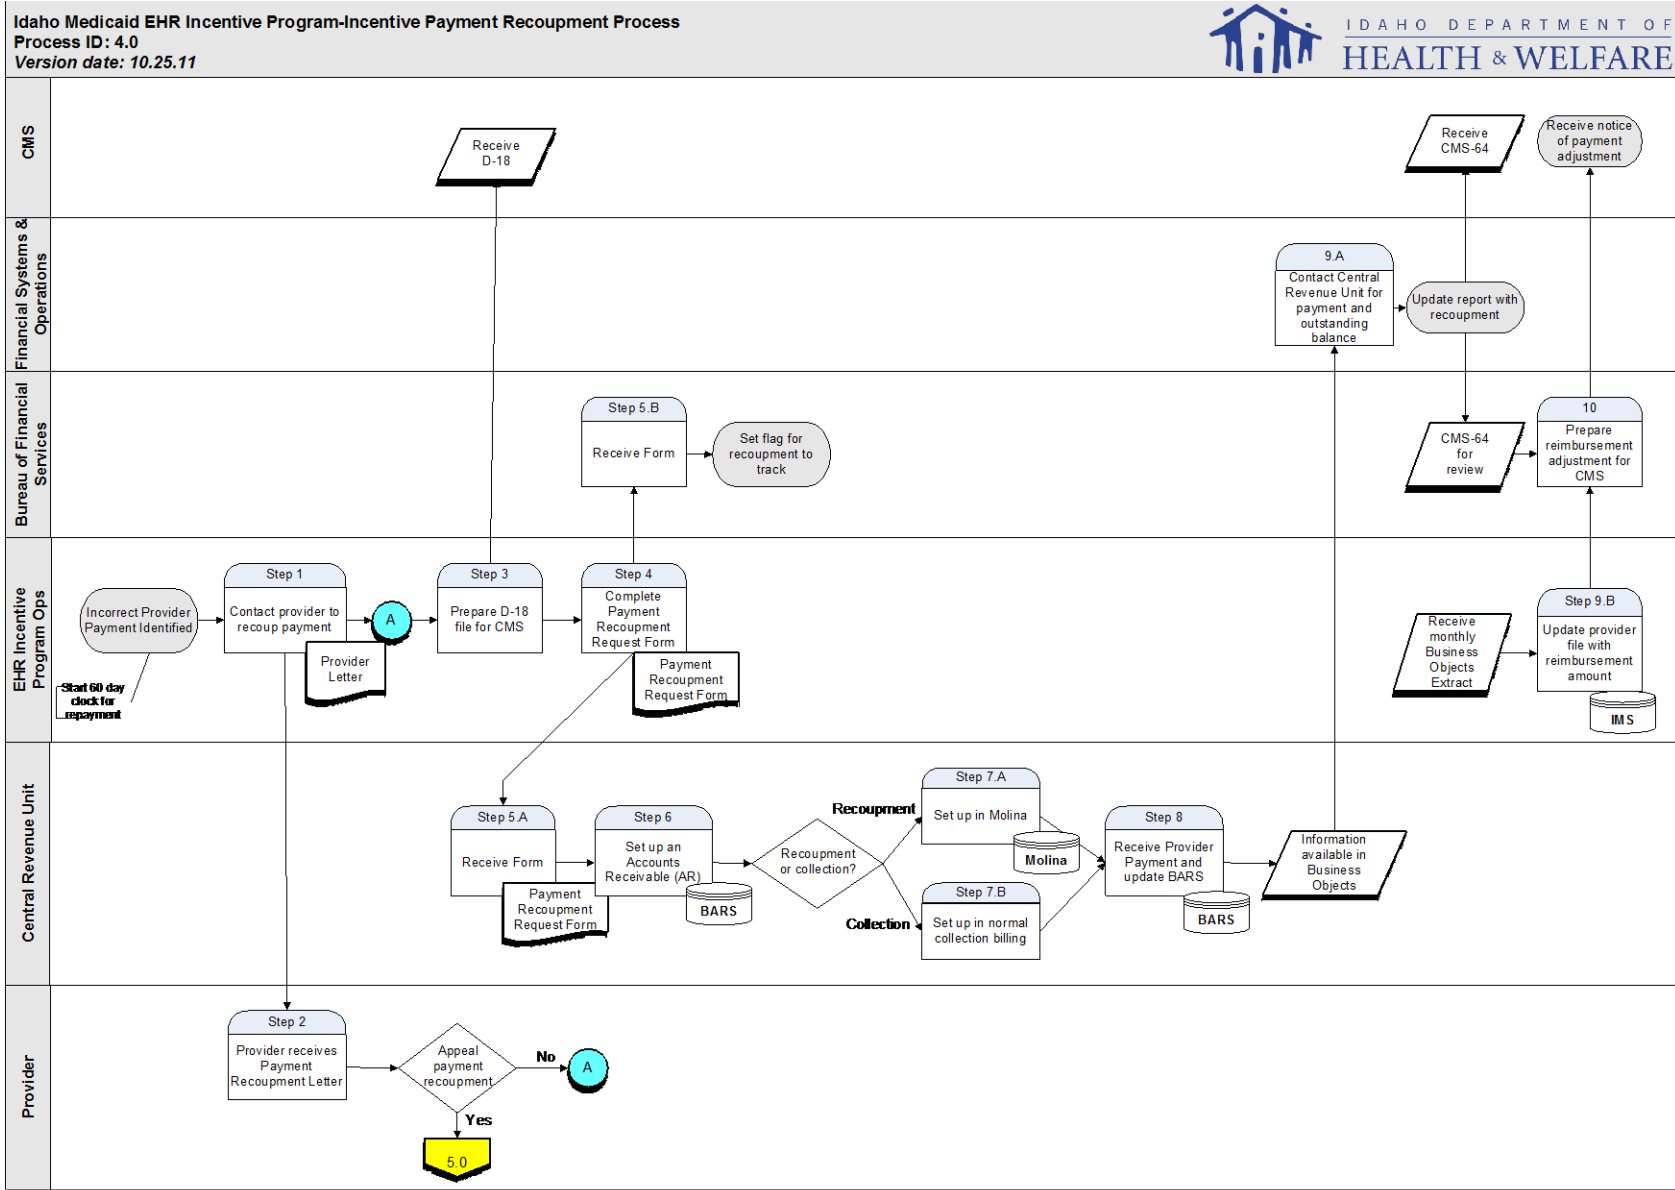 Idaho Medicaid EHR Incentive Program-Incentive Payment Recoupment Process
Process ID: 4.0
Version date: 10.25.11
IDAHO DEPARTMENT OF
HEALTH & WELFARE
CMS
Receive
D-18
Receive
CMS-64
Receive notice
of payment
adjustment
Financial Systems &
Operations
9.A
Contact Central
Revenue Unit for
payment and
outstanding
balance
Update report with
recoupment
Bureau of Financial
Services
Step 5.B
Receive Form
Set flag for
recoupment to
track
CMS-64
for
review
10
Prepare
reimbursement
adjustment for
CMS
EHR Incentive
Program Ops
Incorrect Provider
Payment Identified
Start 60 day
clock for
repayment
Step 1
Contact provider to
recoup payment
Provider
Letter
A
Step 3
Prepare D-18
file for CMS
Step 4
Complete
Payment
Recoupment
Request Form
Payment
Recoupment
Request Form
Receive
monthly
Business
Objects
Extract
Step 9.B
Update provider
file with
reimbursement
amount
IMS
Central Revenue Unit
Step 5.A
Receive Form
Payment
Recoupment
Request Form
Step 6
Set up an
Accounts
Receivable (AR)
BARS
Recoupment
or collection?
Recoupment
Collection
Step 7.A
Set up in Molina
Molina
Step 7.B
Set up in normal
collection billing
Step 8
Receive Provider
Payment and
update BARS
BARS
Information
available in
Business
Objects
Provider
Step 2
Provider receives
Payment
Recoupment Letter
Appeal
payment
recoupment
No
A
Yes
5.0